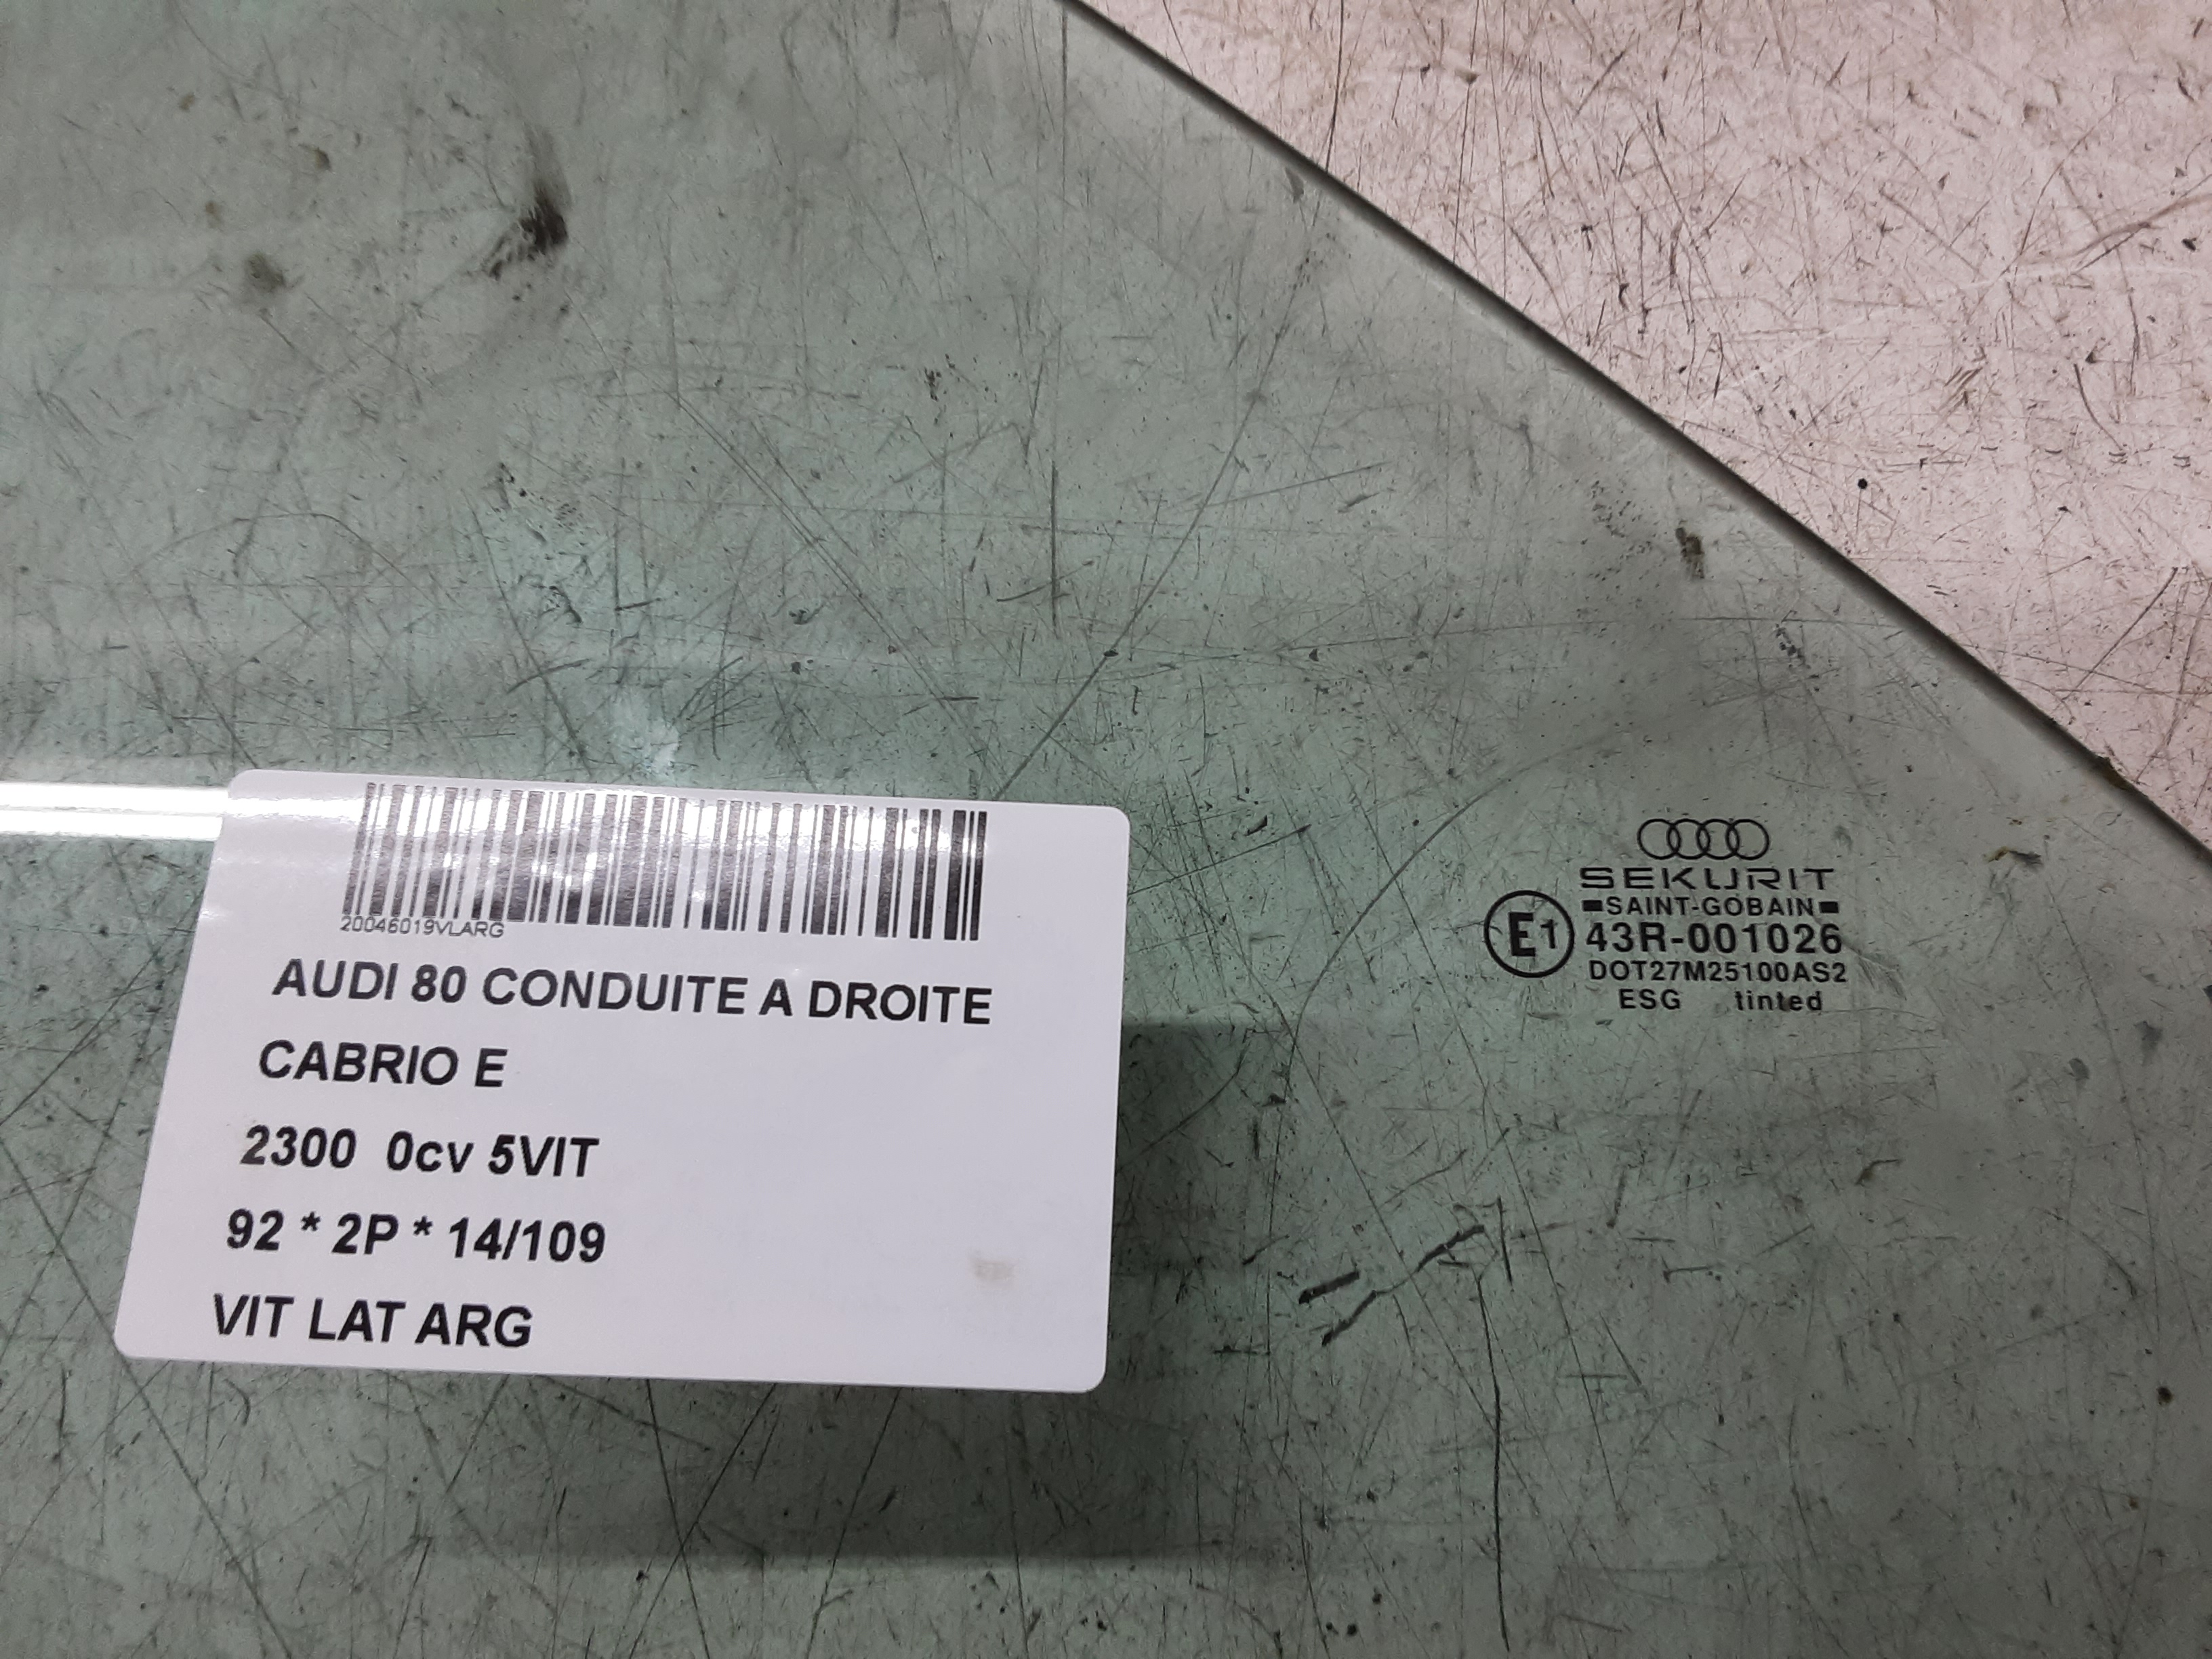 20046019VLARG
AUDI 80 CONDUITE A DROITE
CABRIO E
2300 0cv 5VIT
92 * 2P * 14/109
VIT LAT ARG
SEKURIT
SAINT-GOBAIN
E1 43R-001026
DOT27M25100AS2
ESG tinted